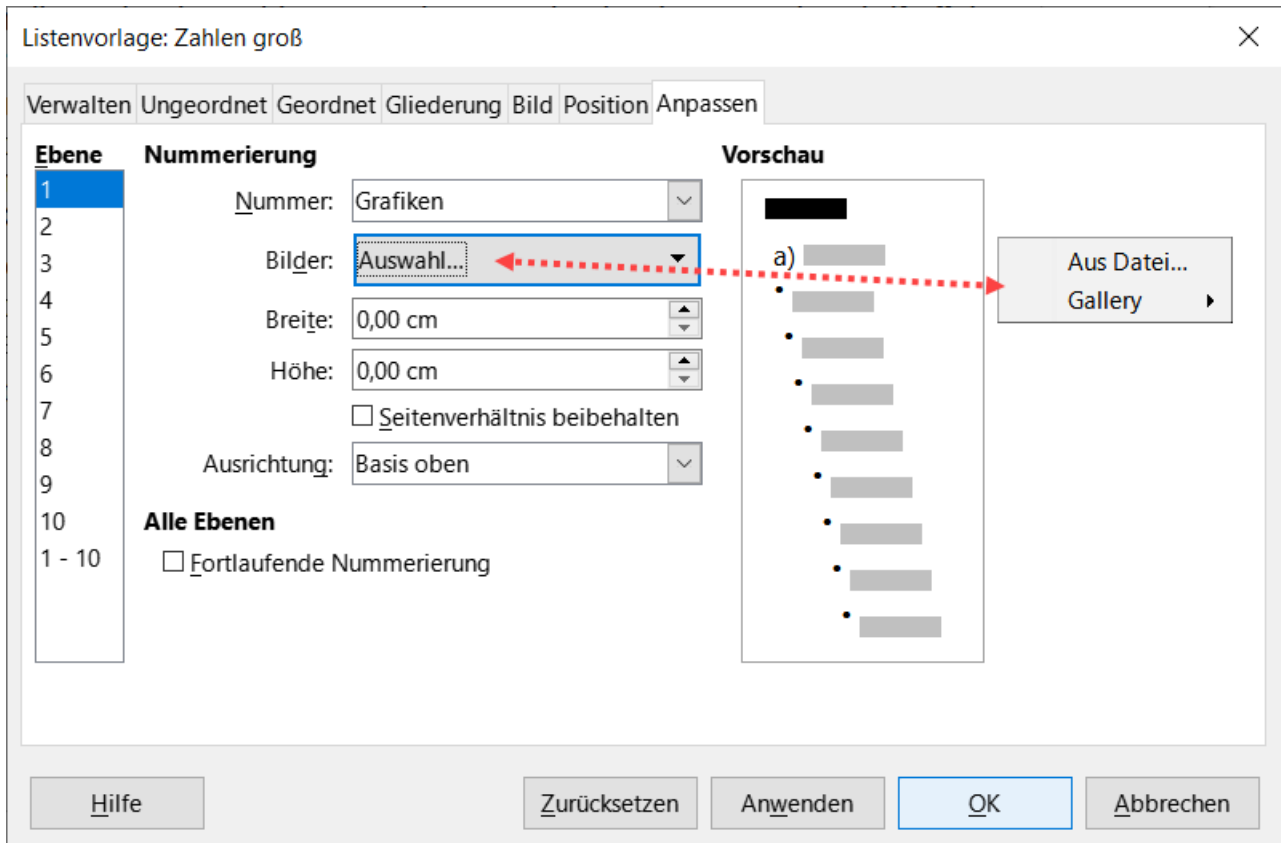 Listenvorlage: Zahlen groß
Verwalten Ungeordnet Geordnet Gliederung Bild Position Anpassen
Ebene
1
2
3
4
5
6
7
8
9
10
1 - 10
Nummerierung
Nummer: Grafiken
Bilder: Auswahl...
Breite: 0,00 cm
Höhe: 0,00 cm
Seitenverhältnis beibehalten
Ausrichtung: Basis oben
Alle Ebenen
Fortlaufende Nummerierung
Vorschau
a)
Aus Datei...
Gallery
Hilfe Zurücksetzen Anwenden OK Abbrechen